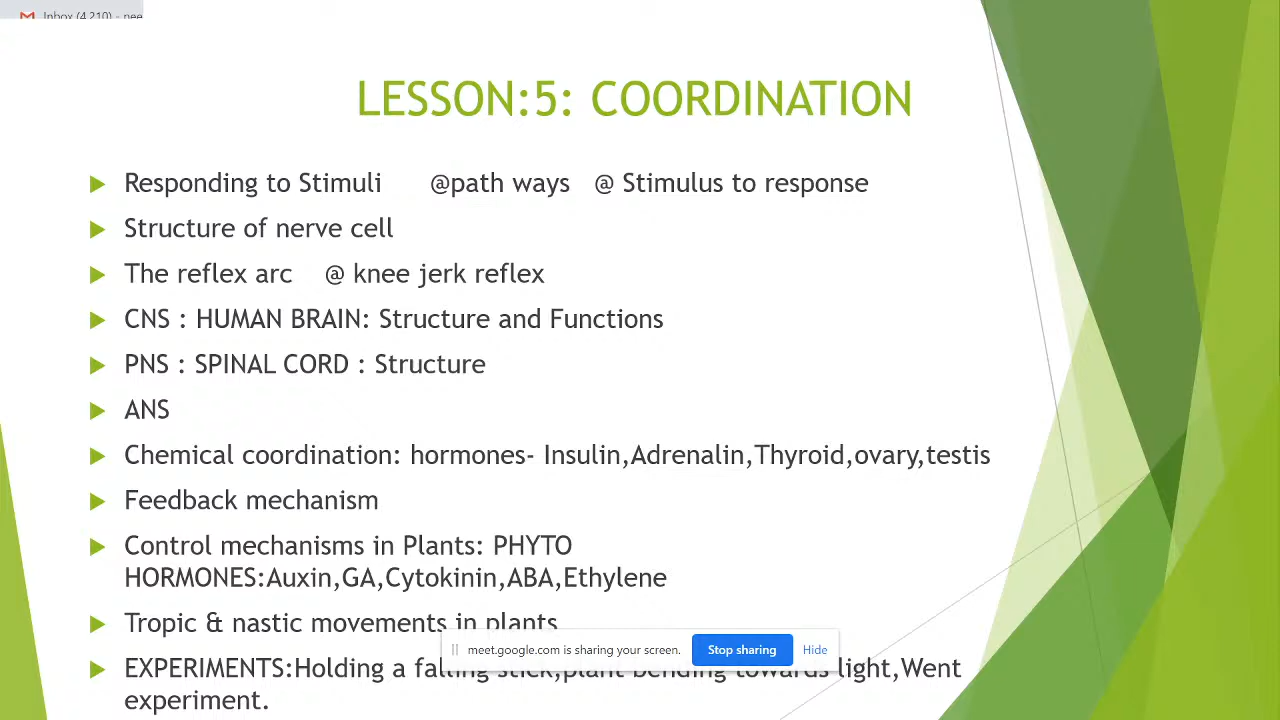 Inbox (4,210) - nee
LESSON:5: COORDINATION
Responding to Stimuli @path ways @ Stimulus to response
Structure of nerve cell
The reflex arc @ knee jerk reflex
CNS : HUMAN BRAIN: Structure and Functions
PNS : SPINAL CORD : Structure
ANS
Chemical coordination: hormones- Insulin,Adrenalin,Thyroid,ovary,testis
Feedback mechanism
Control mechanisms in Plants: PHYTO
HORMONES:Auxin,GA,Cytokinin,ABA,Ethylene
Tropic & nastic movements in plants
meet.google.com is sharing your screen. Stop sharing Hide
EXPERIMENTS:Holding a falling stick,plant bending towards light,Went
experiment.